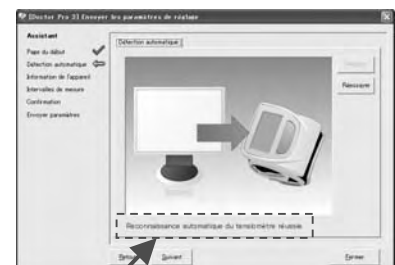 [Doctor Pro 3] Envoyer les paramètres de réglage
Assistant
Page du début
Détection automatique
Information de l'appareil
Intervalles de mesure
Confirmation
Envoyer paramètres
Détection automatique
Réessayer
Reconnaissance automatique du tensiomètre réussie.
Retour
Suivant
Fermer